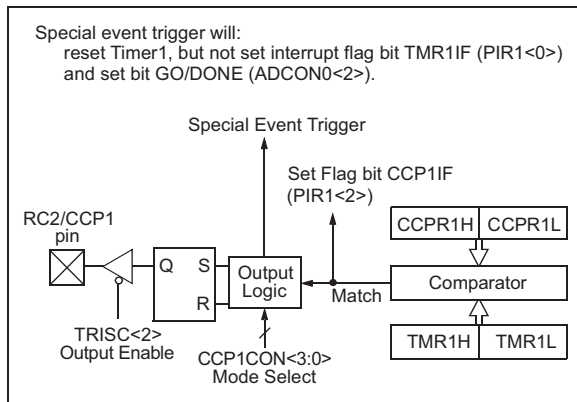 Special event trigger will:
reset Timer1, but not set interrupt flag bit TMR1IF (PIR1<0>)
and set bit GO/DONE (ADCON0<2>).
Special Event Trigger
Set Flag bit CCP1IF
(PIR1<2>)
RC2/CCP1
pin
CCPR1H CCPR1L
Q S
R
Output
Logic
Match
Comparator
TRISC<2>
Output Enable
CCP1CON<3:0>
Mode Select
TMR1H TMR1L